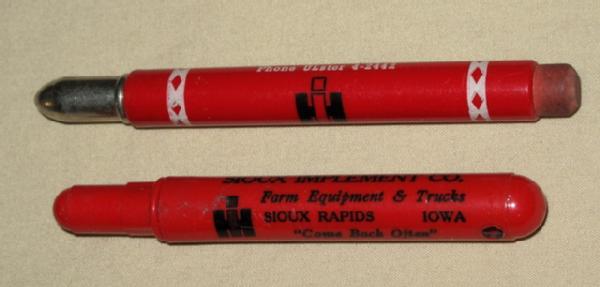 Phone ULster 4-2442
SIOUX IMPLEMENT CO.
Farm Equipment & Trucks
SIOUX RAPIDS IOWA
"Come Back Often"